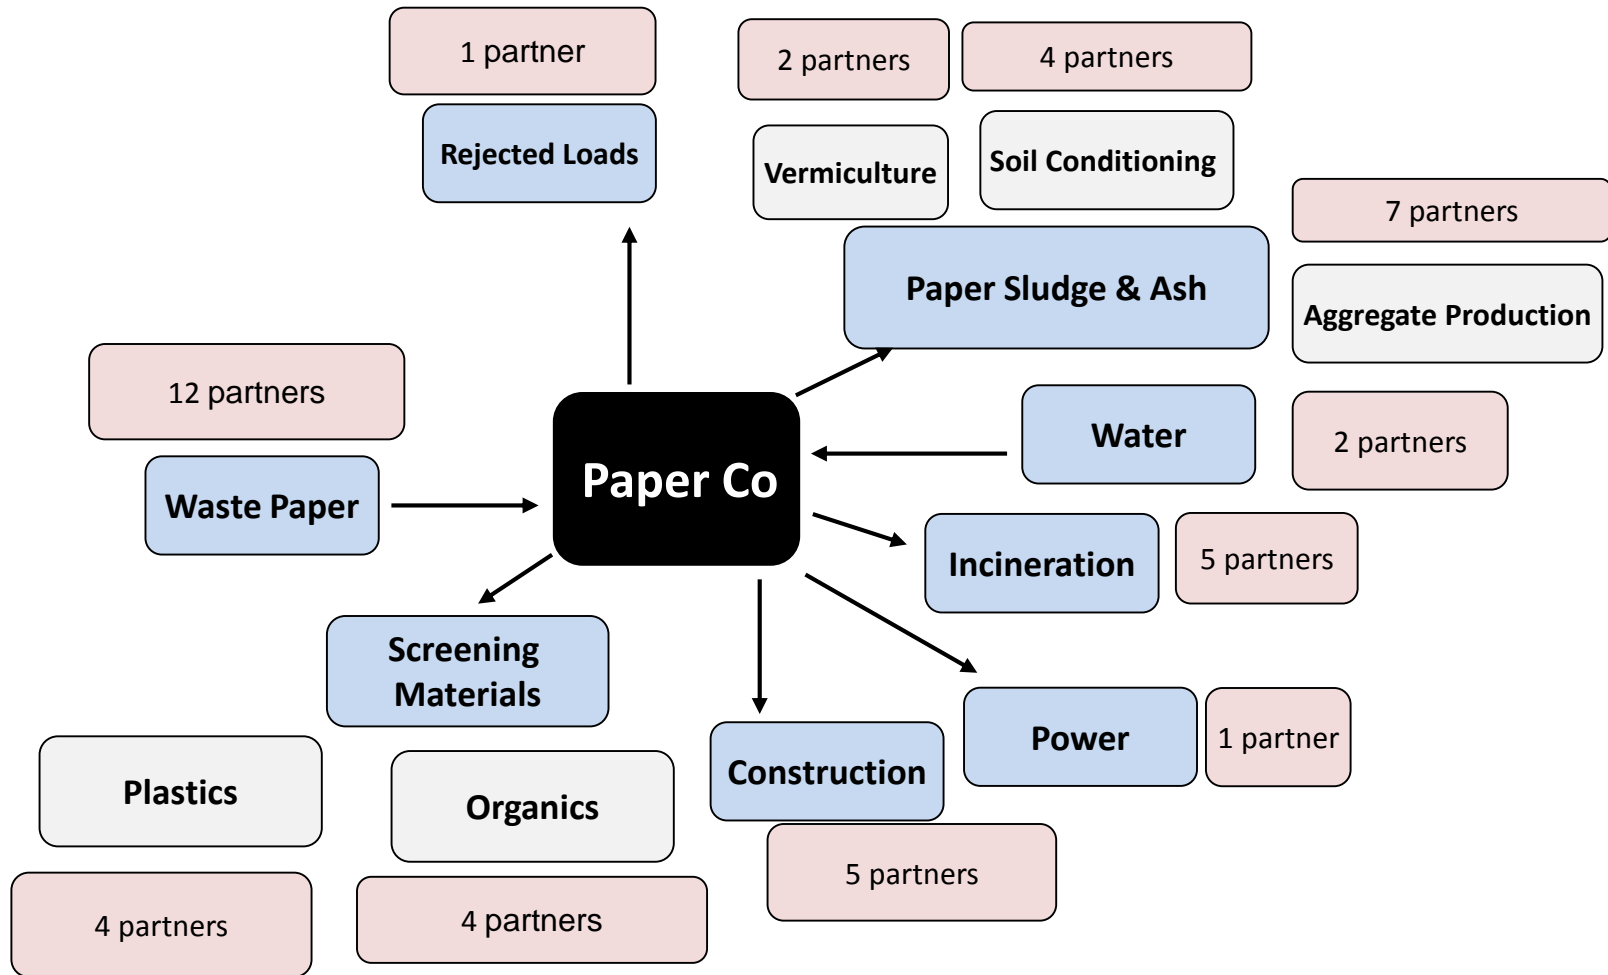 1 partner
2 partners
4 partners
Rejected Loads
Vermiculture
Soil Conditioning
7 partners
Paper Sludge & Ash
Aggregate Production
12 partners
Water
2 partners
Paper Co
Waste Paper
Incineration
5 partners
Screening
Materials
Power
1 partner
Construction
Plastics
Organics
5 partners
4 partners
4 partners